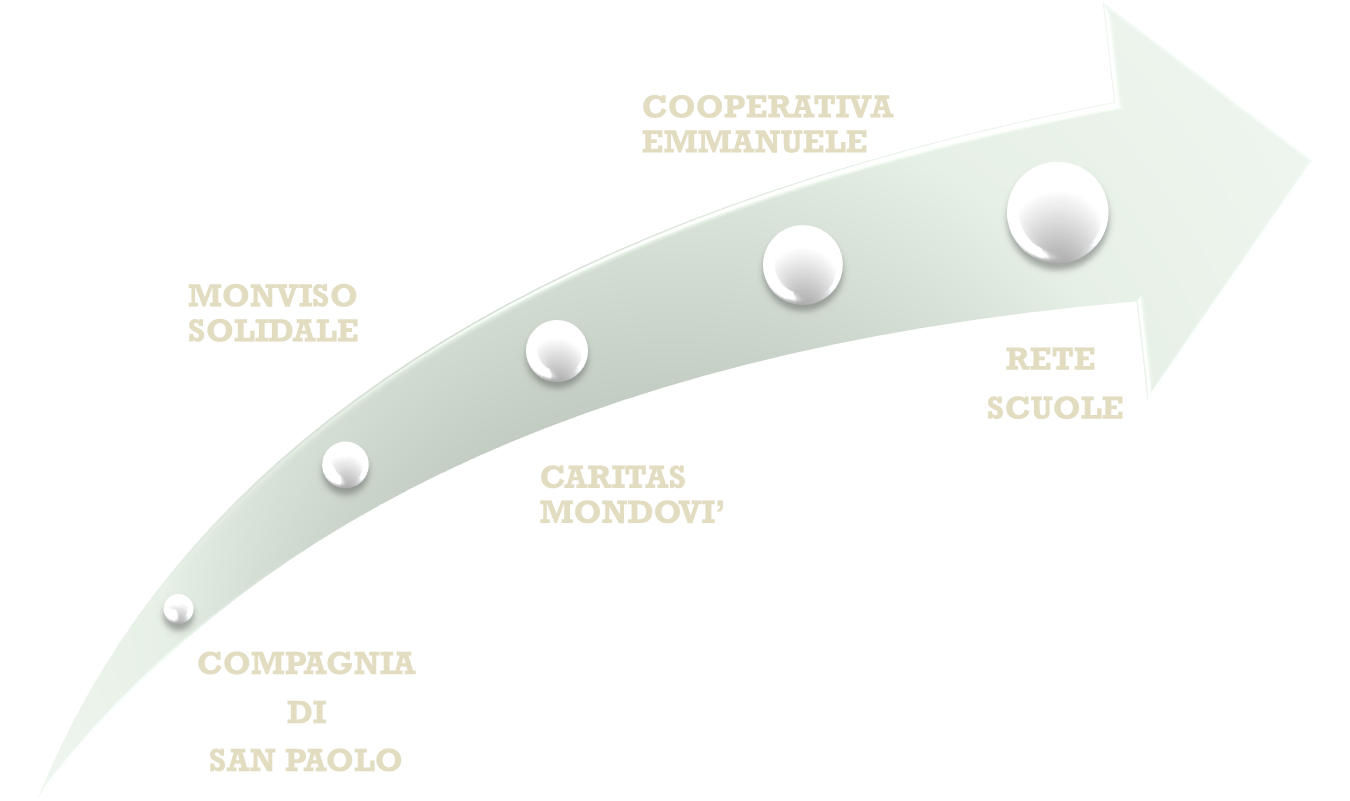 COOPERATIVA
EMMANUELE
MONVISO
SOLIDALE
RETE
SCUOLE
CARITAS
MONDOVI’
COMPAGNIA
DI
SAN PAOLO